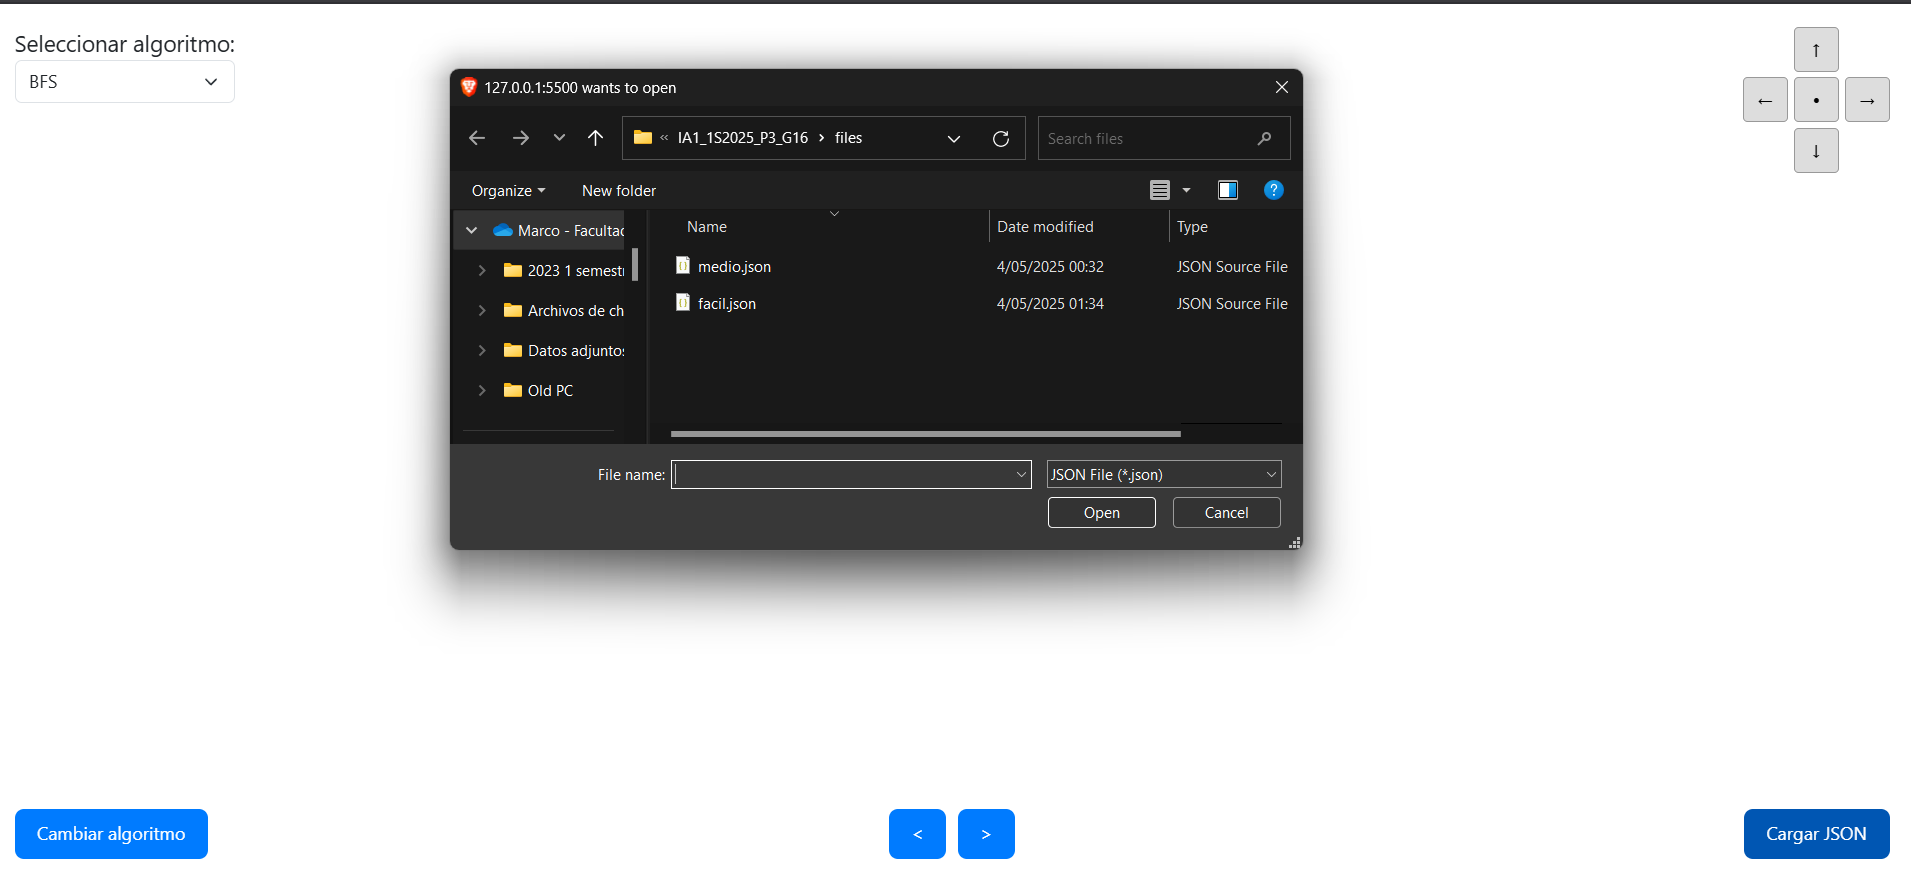 Seleccionar algoritmo:
BFS
↑
← • →
↓
127.0.0.1:5500 wants to open
« IA1_1S2025_P3_G16 › files
Search files
Organize
New folder
?
Marco - Facultac
2023 1 semestr
Archivos de ch
Datos adjuntos
Old PC
Name Date modified Type
medio.json 4/05/2025 00:32 JSON Source File
facil.json 4/05/2025 01:34 JSON Source File
File name:
JSON File (*.json)
Open
Cancel
Cambiar algoritmo
<
>
Cargar JSON